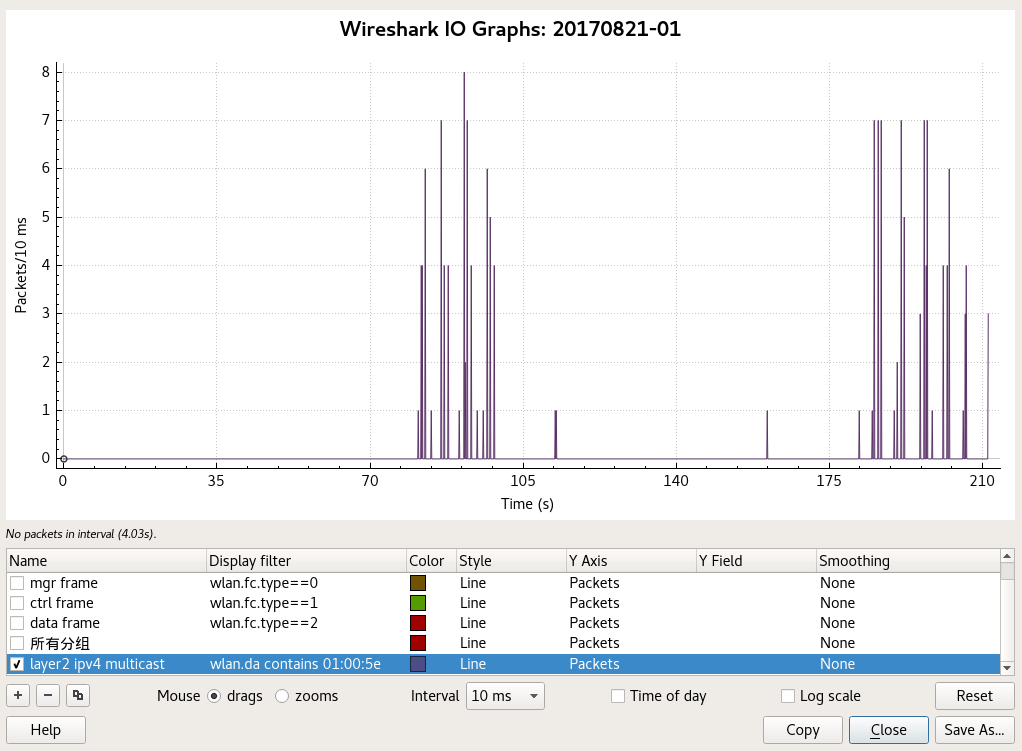 Wireshark IO Graphs: 20170821-01
8
7
6
5
4
3
2
1
0
Packets/10 ms
0 35 70 105 140 175 210
Time (s)
No packets in interval (4.03s).
Name Display filter Color Style Y Axis Y Field Smoothing
mgr frame wlan.fc.type==0 Line Packets None
ctrl frame wlan.fc.type==1 Line Packets None
data frame wlan.fc.type==2 Line Packets None
所有分组 Line Packets None
layer2 ipv4 multicast wlan.da contains 01:00:5e Line Packets None
Mouse drags zooms Interval 10 ms Time of day Log scale Reset
Help Copy Close Save As...